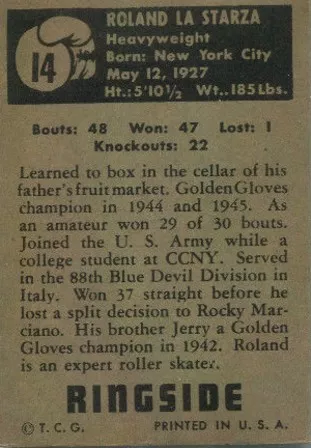 14
ROLAND LA STARZA
Heavyweight
Born: New York City
May 12, 1927
Ht.: 5'10½ Wt..185 Lbs.
Bouts: 48 Won: 47 Lost: 1
Knockouts: 22
Learned to box in the cellar of his
father's fruit market. Golden Gloves
champion in 1944 and 1945. As
an amateur won 29 of 30 bouts.
Joined the U. S. Army while a
college student at CCNY. Served
in the 88th Blue Devil Division in
Italy. Won 37 straight before he
lost a split decision to Rocky Mar-
ciano. His brother Jerry a Golden
Gloves champion in 1942. Roland
is an expert roller skater.
RINGSIDE
© T. C. G. PRINTED IN U. S. A.